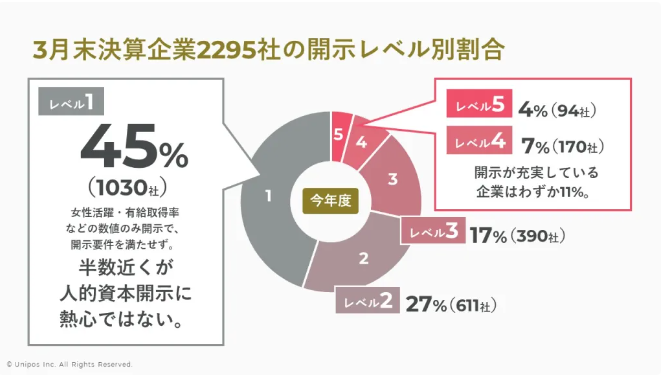 3月末決算企業2295社の開示レベル別割合
レベル1
45%
（1030社）
女性活躍・有給取得率
などの数値のみ開示で、
開示要件を満たせず。
半数近くが
人的資本開示に
熱心ではない。
レベル5 4%（94社）
レベル4 7%（170社）
開示が充実している
企業はわずか11%。
5
4
3
2
1
今年度
レベル3 17%（390社）
レベル2 27%（611社）
© Unipos Inc. All Rights Reserved.